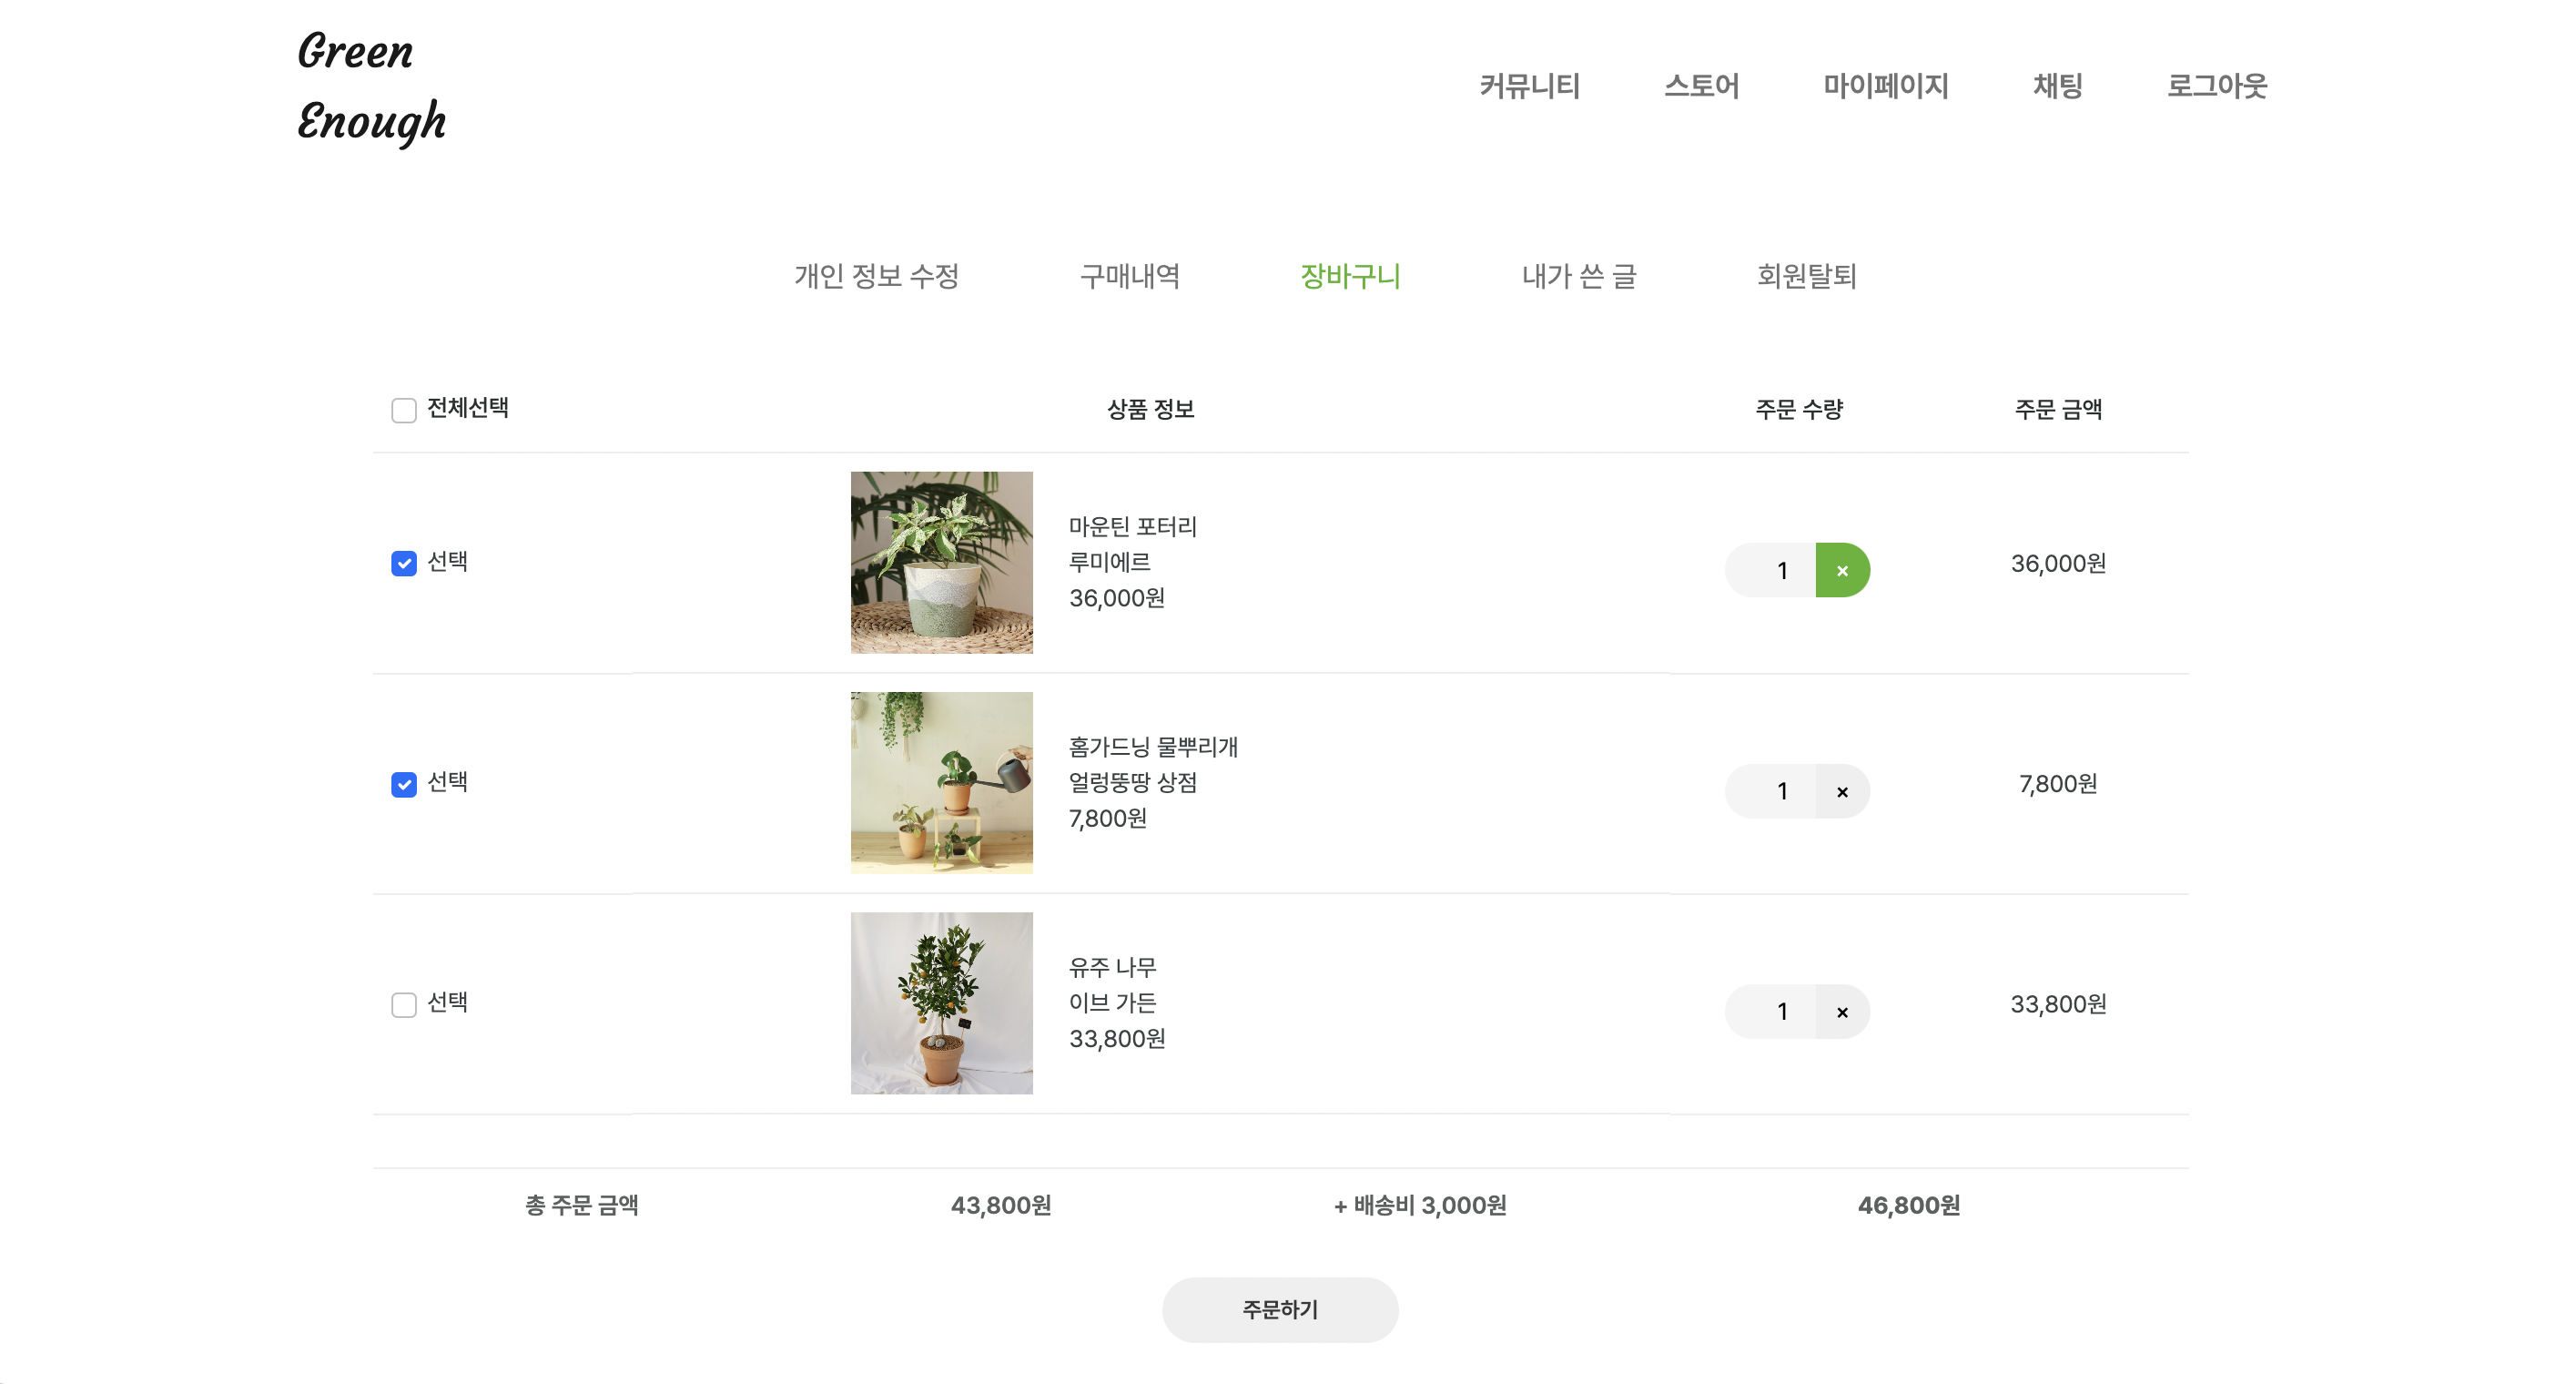 Green
Enough
커뮤니티 스토어 마이페이지 채팅 로그아웃
개인 정보 수정 구매내역 장바구니 내가 쓴 글 회원탈퇴
전체선택 상품 정보 주문 수량 주문 금액
선택
마운틴 포터리
루미에르
36,000원
1 ×
36,000원
선택
홈가드닝 물뿌리개
얼렁뚱땅 상점
7,800원
1 ×
7,800원
선택
유주 나무
이브 가든
33,800원
1 ×
33,800원
총 주문 금액 43,800원 + 배송비 3,000원 46,800원
주문하기